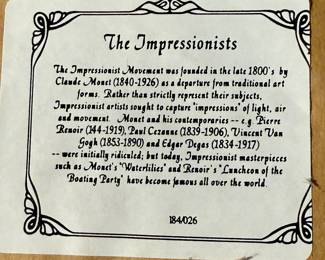 The Impressionists
The Impressionist Movement was founded in the late 1800's by
Claude Monet (1840-1926) as a departure from traditional art
forms. Rather than strictly represent their subjects,
Impressionist artists sought to capture "impressions" of light, air
and movement. Monet and his contemporaries -- e.g. Pierre
Renoir (144-1919), Paul Cezanne (1839-1906), Vincent Van
Gogh (1853-1890) and Edgar Degas (1834-1917)
-- were initially ridiculed; but today, Impressionist masterpieces
such as Monet's "Waterlilies" and Renoir's "Luncheon of the
Boating Party" have become famous all over the world.
184/026